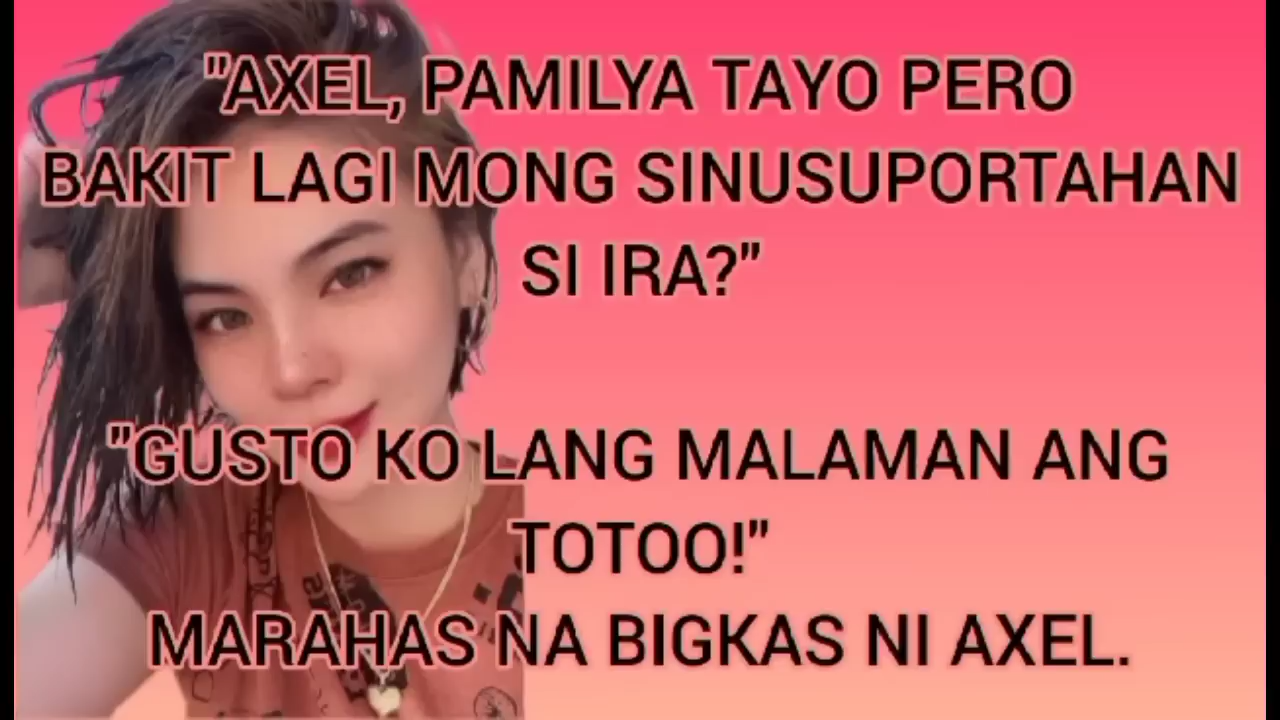 "AXEL, PAMILYA TAYO PERO
BAKIT LAGI MONG SINUSUPORTAHAN
SI IRA?"
"GUSTO KO LANG MALAMAN ANG
TOTOO!"
MARAHAS NA BIGKAS NI AXEL.